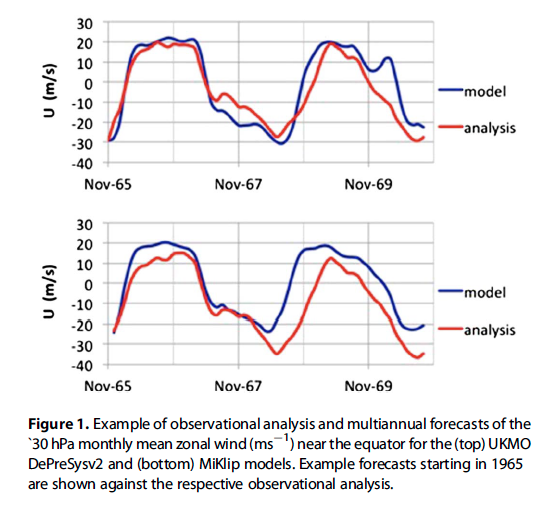 30
20
10
0
-10
-20
-30
-40
U (m/s)
Nov-65
Nov-67
Nov-69
model
analysis
30
20
10
0
-10
-20
-30
-40
U (m/s)
Nov-65
Nov-67
Nov-69
model
analysis
Figure 1. Example of observational analysis and multiannual forecasts of the
`30 hPa monthly mean zonal wind (ms−1) near the equator for the (top) UKMO
DePreSysv2 and (bottom) MiKlip models. Example forecasts starting in 1965
are shown against the respective observational analysis.